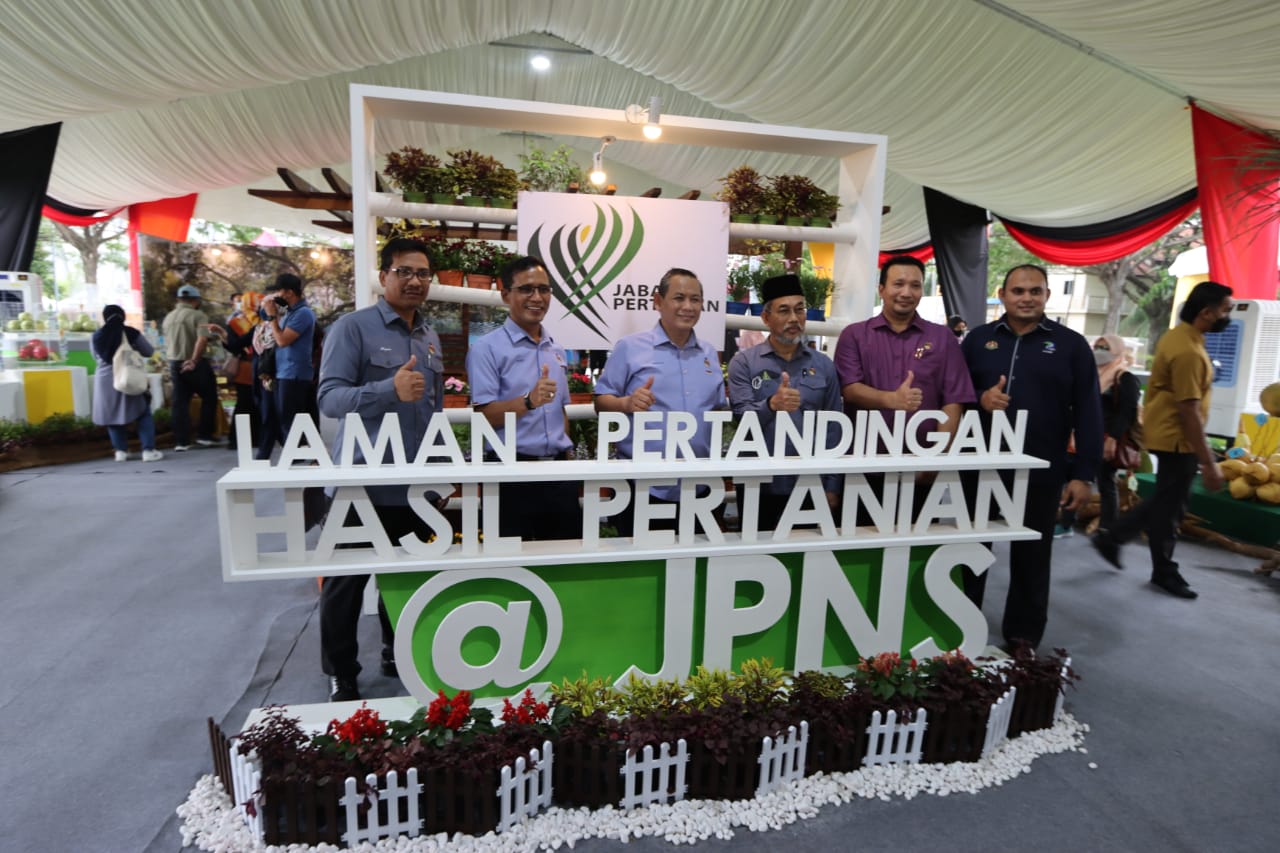 JABATAN
PERTANIAN
LAMAN PERTANDINGAN
HASIL PERTANIAN
@ JPNS